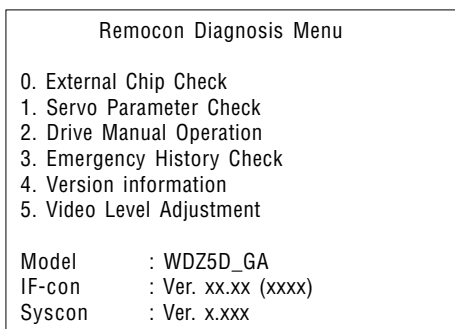 Remocon Diagnosis Menu
0. External Chip Check
1. Servo Parameter Check
2. Drive Manual Operation
3. Emergency History Check
4. Version information
5. Video Level Adjustment
Model : WDZ5D_GA
IF-con : Ver. xx.xx (xxxx)
Syscon : Ver. x.xxx